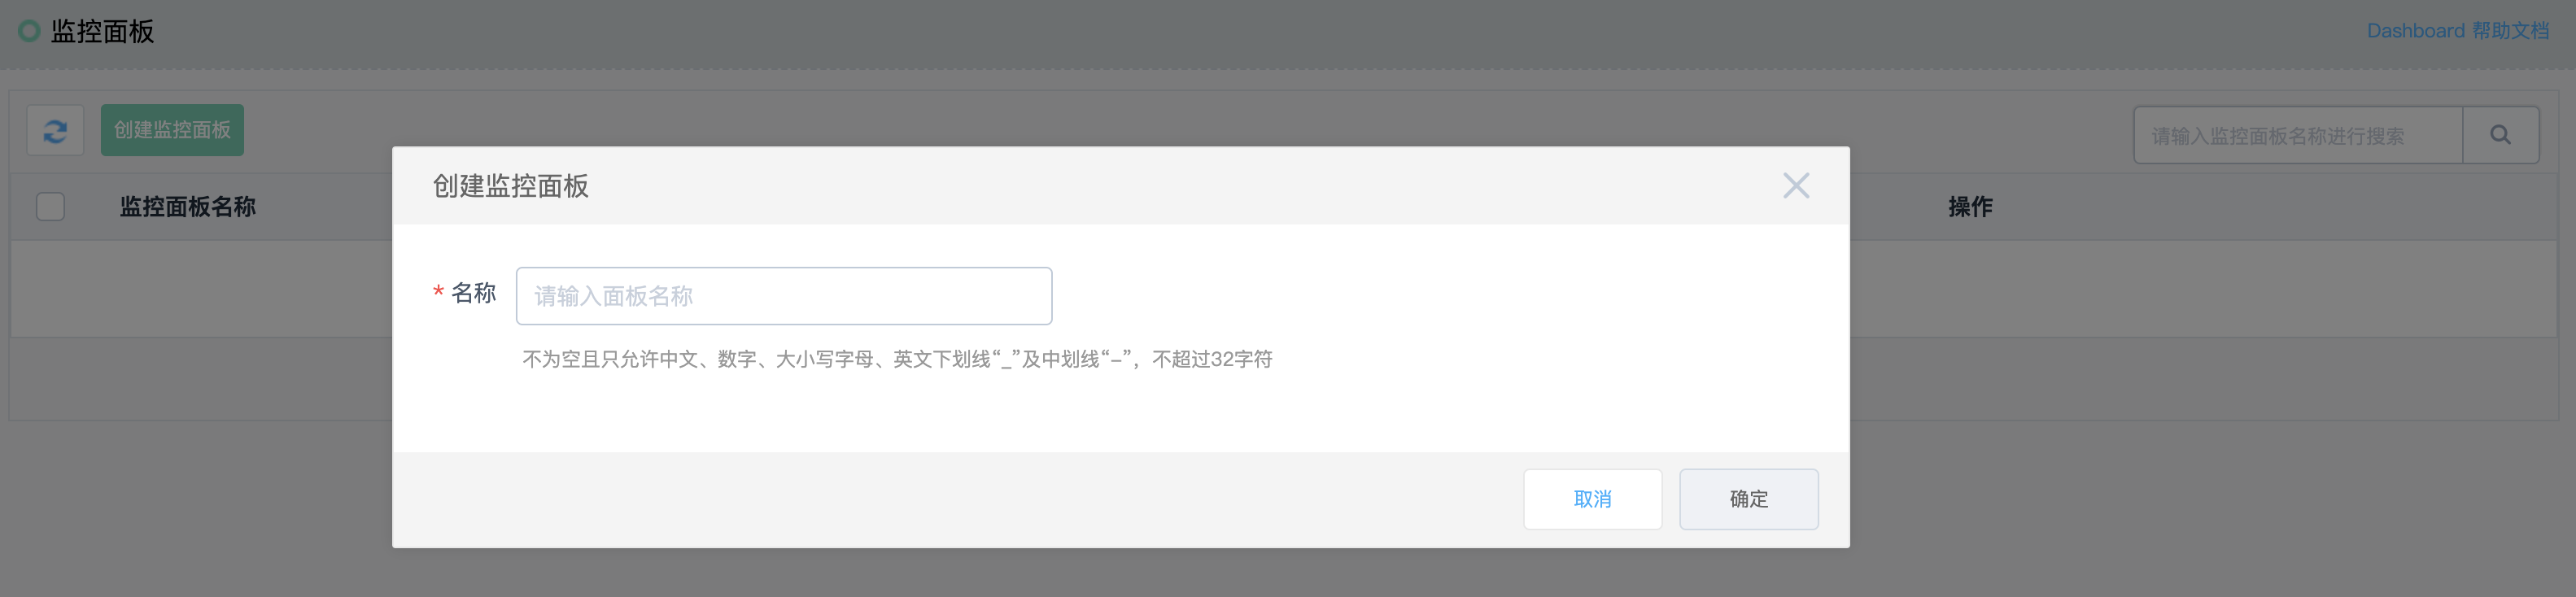 监控面板
Dashboard 帮助文档
创建监控面板
请输入监控面板名称进行搜索
监控面板名称
操作
创建监控面板
* 名称
请输入面板名称
不为空且只允许中文、数字、大小写字母、英文下划线“_”及中划线“-”，不超过32字符
取消
确定